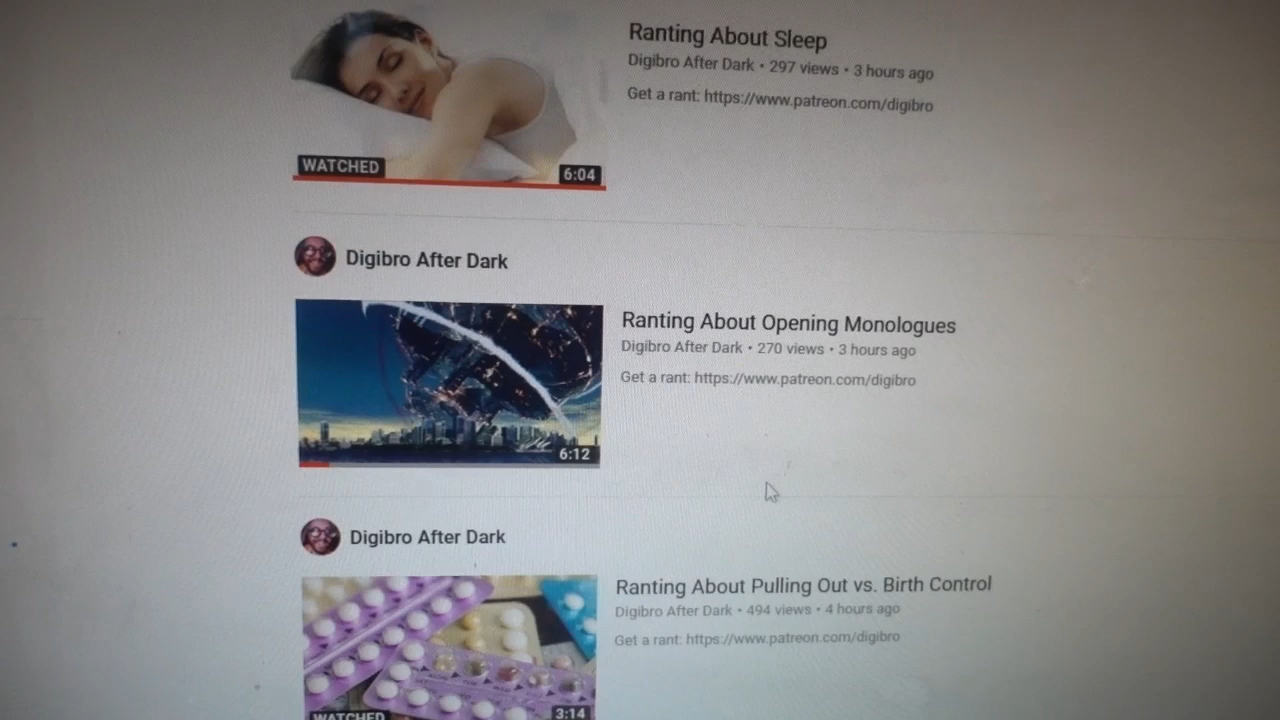 Ranting About Sleep
Digibro After Dark • 297 views • 3 hours ago
Get a rant: https://www.patreon.com/digibro
WATCHED
6:04
Digibro After Dark
Ranting About Opening Monologues
Digibro After Dark • 270 views • 3 hours ago
Get a rant: https://www.patreon.com/digibro
6:12
Digibro After Dark
Ranting About Pulling Out vs. Birth Control
Digibro After Dark • 494 views • 4 hours ago
Get a rant: https://www.patreon.com/digibro
WATCHED
3:14